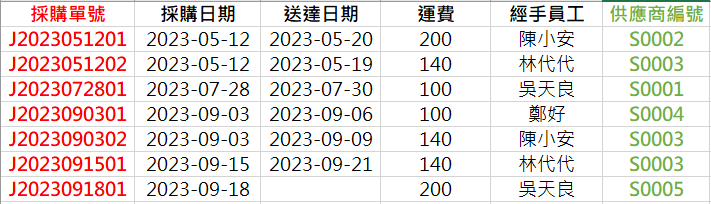 採購單號 採購日期 送達日期 運費 經手員工 供應商編號
J2023051201 2023-05-12 2023-05-20 200 陳小安 S0002
J2023051202 2023-05-12 2023-05-19 140 林代代 S0003
J2023072801 2023-07-28 2023-07-30 100 吳天良 S0001
J2023090301 2023-09-03 2023-09-06 100 鄭好 S0004
J2023090302 2023-09-03 2023-09-09 140 陳小安 S0003
J2023091501 2023-09-15 2023-09-21 140 林代代 S0003
J2023091801 2023-09-18 200 吳天良 S0005